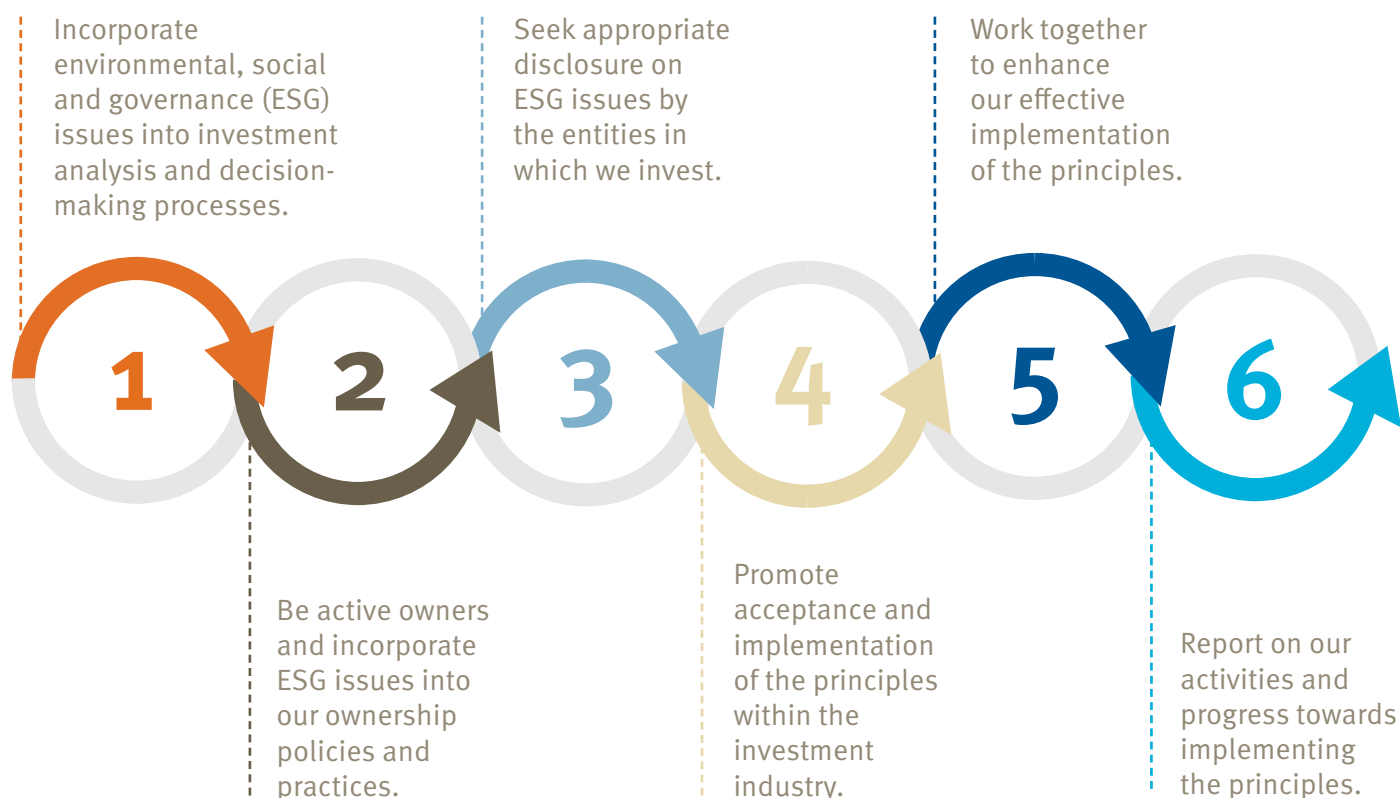 Incorporate
environmental, social
and governance (ESG)
issues into investment
analysis and decision-
making processes.
Seek appropriate
disclosure on
ESG issues by
the entities in
which we invest.
Work together
to enhance
our effective
implementation
of the principles.
1
2
3
4
5
6
Be active owners
and incorporate
ESG issues into
our ownership
policies and
practices.
Promote
acceptance and
implementation
of the principles
within the
investment
industry.
Report on our
activities and
progress towards
implementing
the principles.